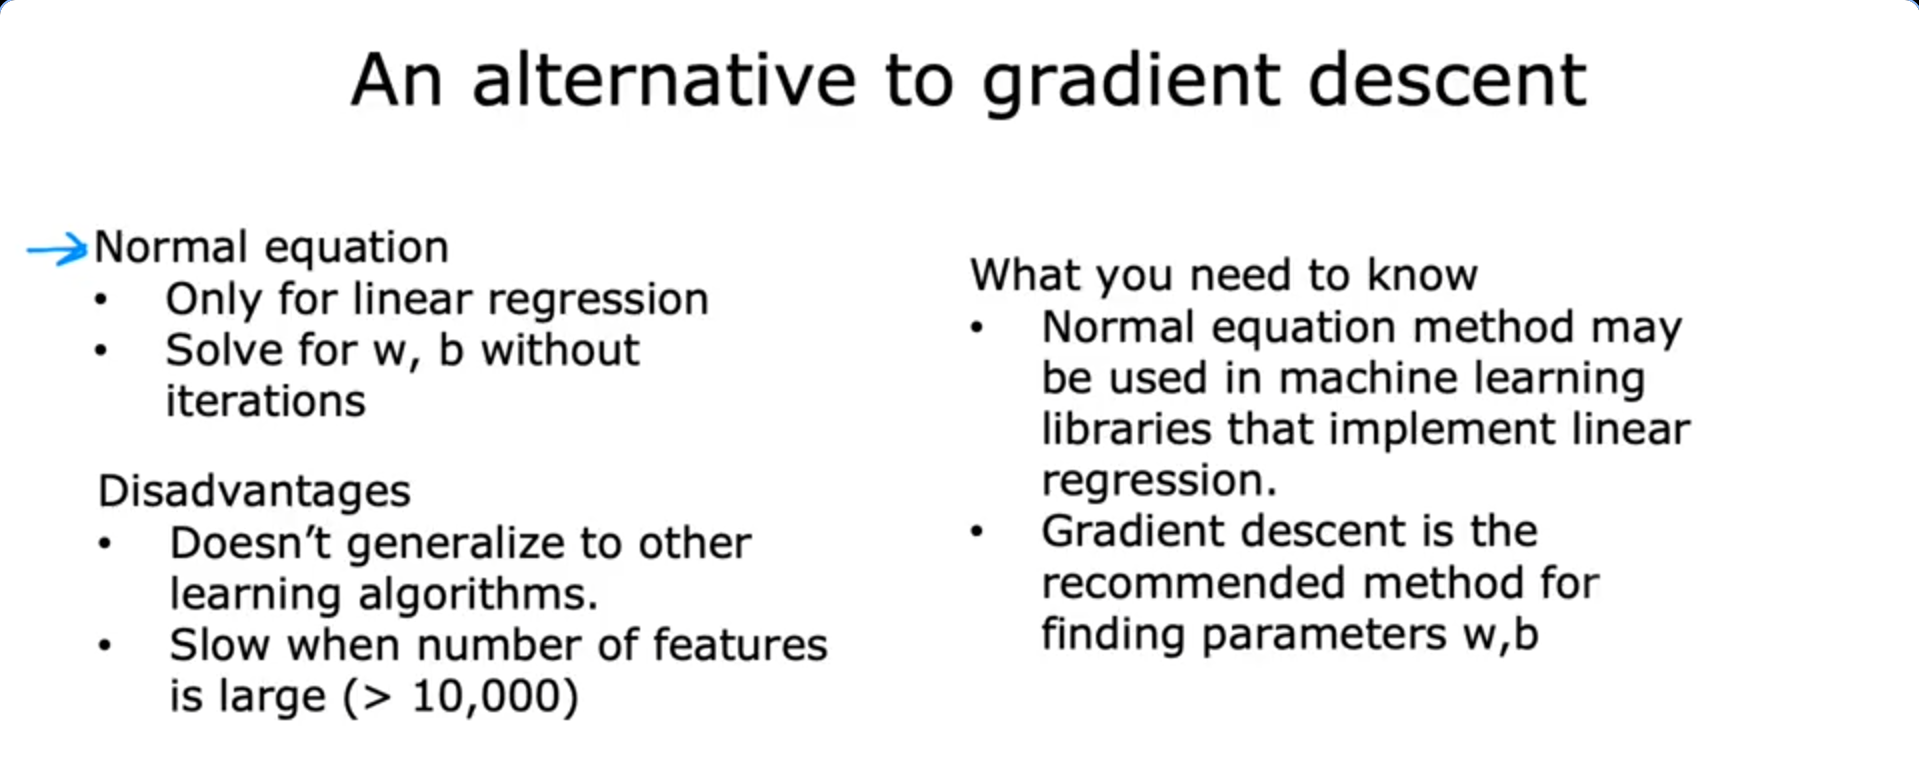 An alternative to gradient descent
Normal equation
• Only for linear regression
• Solve for w, b without
iterations
Disadvantages
• Doesn’t generalize to other
learning algorithms.
• Slow when number of features
is large (> 10,000)
What you need to know
• Normal equation method may
be used in machine learning
libraries that implement linear
regression.
• Gradient descent is the
recommended method for
finding parameters w,b